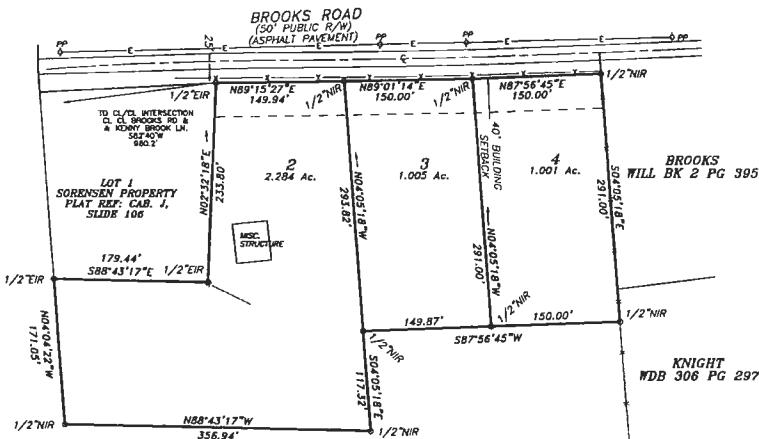 BROOKS ROAD
(50' PUBLIC R/W)
(ASPHALT PAVEMENT)
PP
E
E
E
PP
E
PP
E
E
PP
25'
℄
1/2"EIR
N89°15'27"E
149.94'
1/2"NIR
N89°01'14"E
150.00'
1/2"NIR
N87°56'45"E
150.00'
1/2"NIR
TO CL/CL INTERSECTION
CL CL BROOKS RD &
& KENNY BROOK LN.
S82°40'W
980.2'
LOT 1
SORENSEN PROPERTY
PLAT REF: CAB. J,
SLIDE 106
N02°32'18"E
233.80'
2
2.284 Ac.
MISC.
STRUCTURE
N04°05'18"W
293.82'
3
1.005 Ac.
40' BUILDING
SETBACK
N04°05'18"W
291.00'
4
1.001 Ac.
S04°05'18"E
291.00'
BROOKS
WILL BK 2 PG 395
179.44'
S88°43'17"E
1/2"EIR
1/2"EIR
149.87'
1/2"NIR
150.00'
1/2"NIR
S87°56'45"W
1/2"NIR
KNIGHT
WDB 306 PG 297
N04°04'22"W
171.05'
S04°05'18"E
117.32'
1/2"NIR
N88°43'17"W
356.94'
1/2"NIR